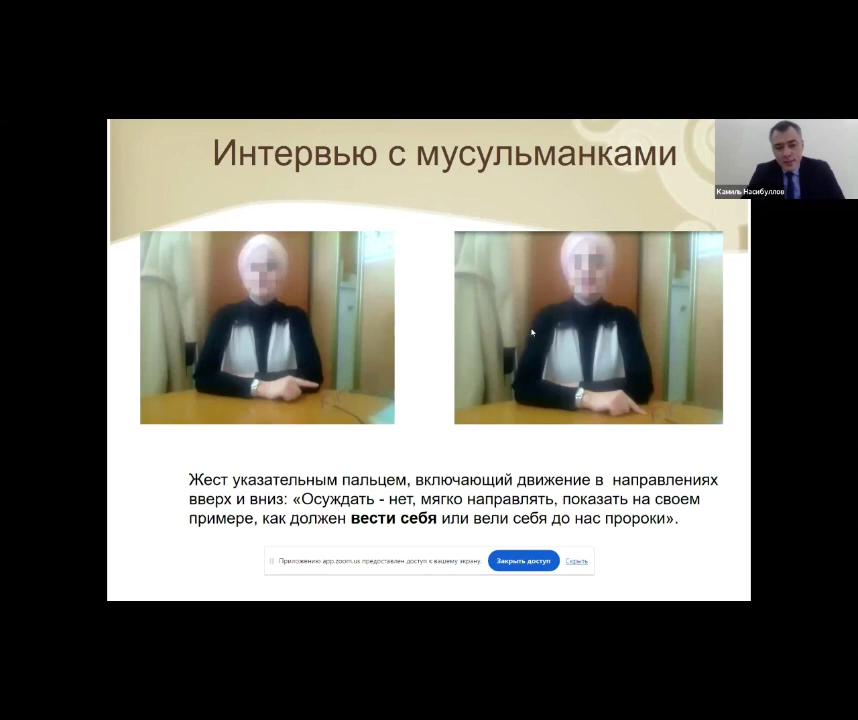 Интервью с мусульманками
Камиль Насибуллов
Жест указательным пальцем, включающий движение в направлениях
вверх и вниз: «Осуждать - нет, мягко направлять, показать на своем
примере, как должен вести себя или вели себя до нас пророки».
Приложению app.zoom.us предоставлен доступ к вашему экрану.
Закрыть доступ
Скрыть